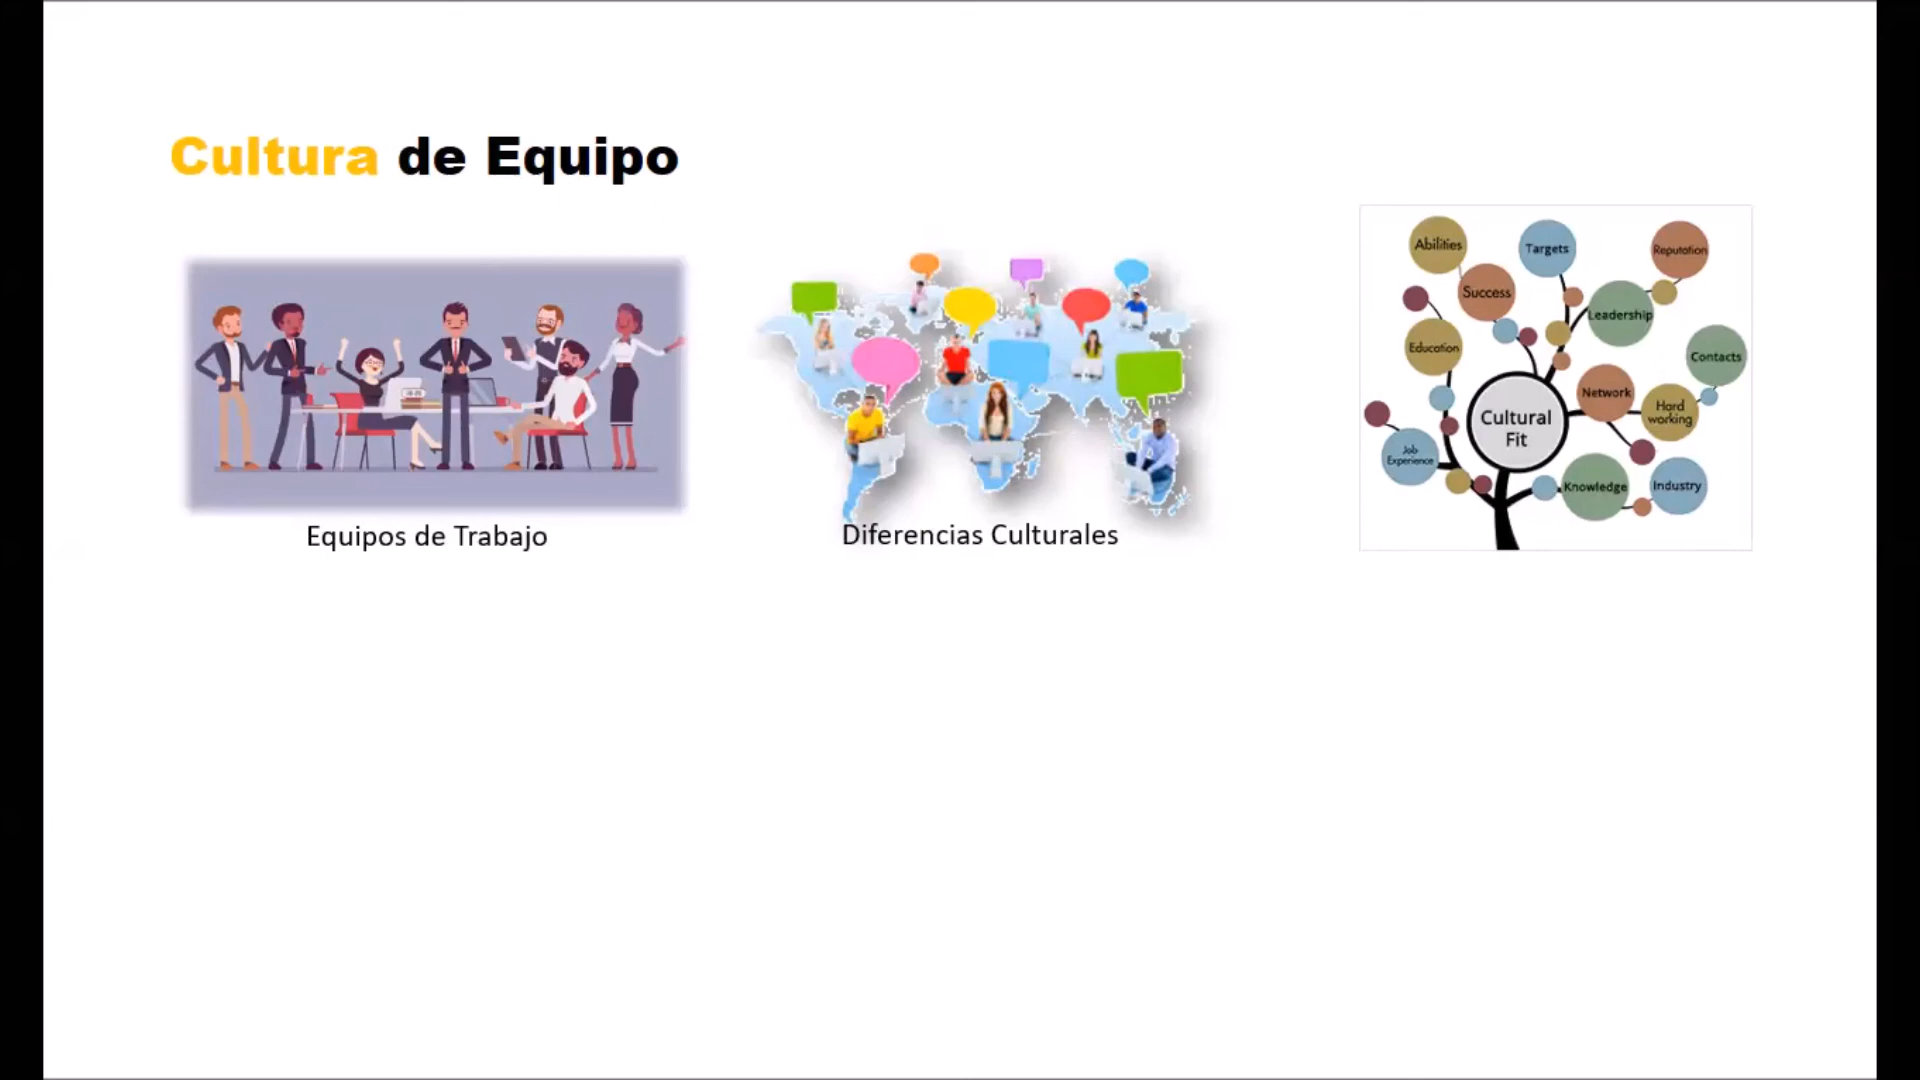 Cultura de Equipo
Equipos de Trabajo
Diferencias Culturales
Abilities
Targets
Reputation
Success
Leadership
Education
Contacts
Network
Hard
working
Cultural
Fit
Job
Experience
Knowledge
Industry